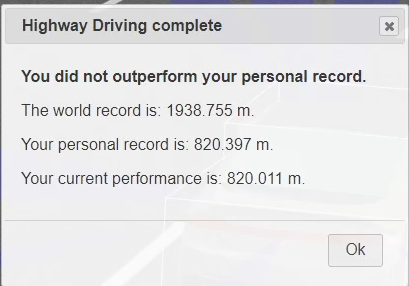 Highway Driving complete
You did not outperform your personal record.
The world record is: 1938.755 m.
Your personal record is: 820.397 m.
Your current performance is: 820.011 m.
Ok